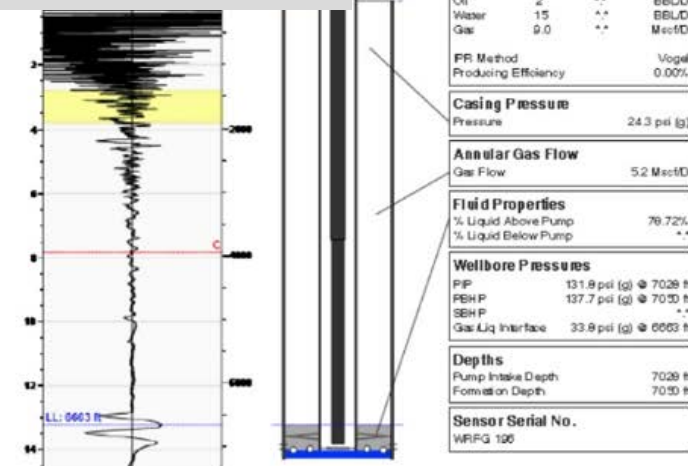 Oil 2 *.* BBL/D
Water 15 *.* BBL/D
Gas 9.0 *.* Mscf/D
IPR Method Vogel
Producing Efficiency 0.00%
Casing Pressure
Pressure 24.3 psi (g)
Annular Gas Flow
Gas Flow 5.2 Mscf/D
Fluid Properties
% Liquid Above Pump 78.72%
% Liquid Below Pump *.*
Wellbore Pressures
PIP 131.8 psi (g) @ 7028 ft
PBHP 137.7 psi (g) @ 7050 ft
SBHP *.*
Gas/Liq Interface 33.8 psi (g) @ 6663 ft
Depths
Pump Intake Depth 7028 ft
Formation Depth 7050 ft
Sensor Serial No.
WRFG 196
2
4
6
8
10
12
14
2000
4000
6000
C
LL: 6663 ft